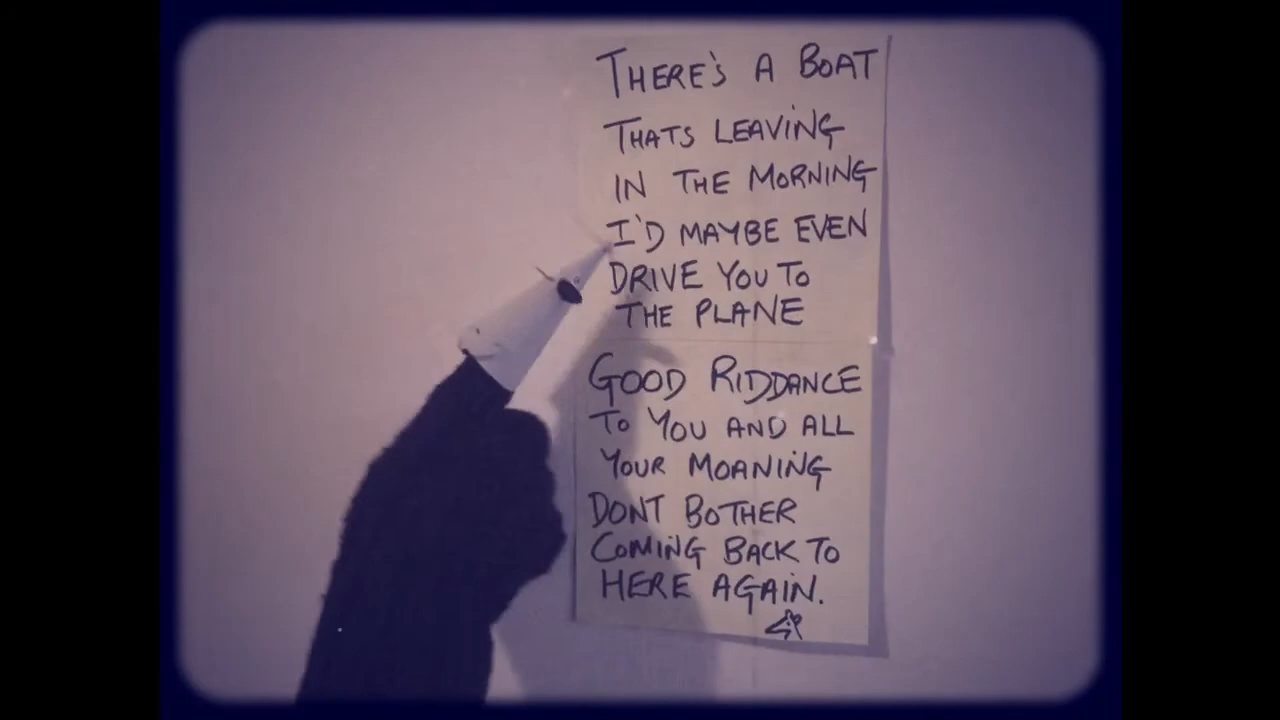 THERE'S A BOAT
THATS LEAVING
IN THE MORNING
I'D MAYBE EVEN
DRIVE YOU TO
THE PLANE
GOOD RIDDANCE
TO YOU AND ALL
YOUR MOANING
DONT BOTHER
COMING BACK TO
HERE AGAIN.